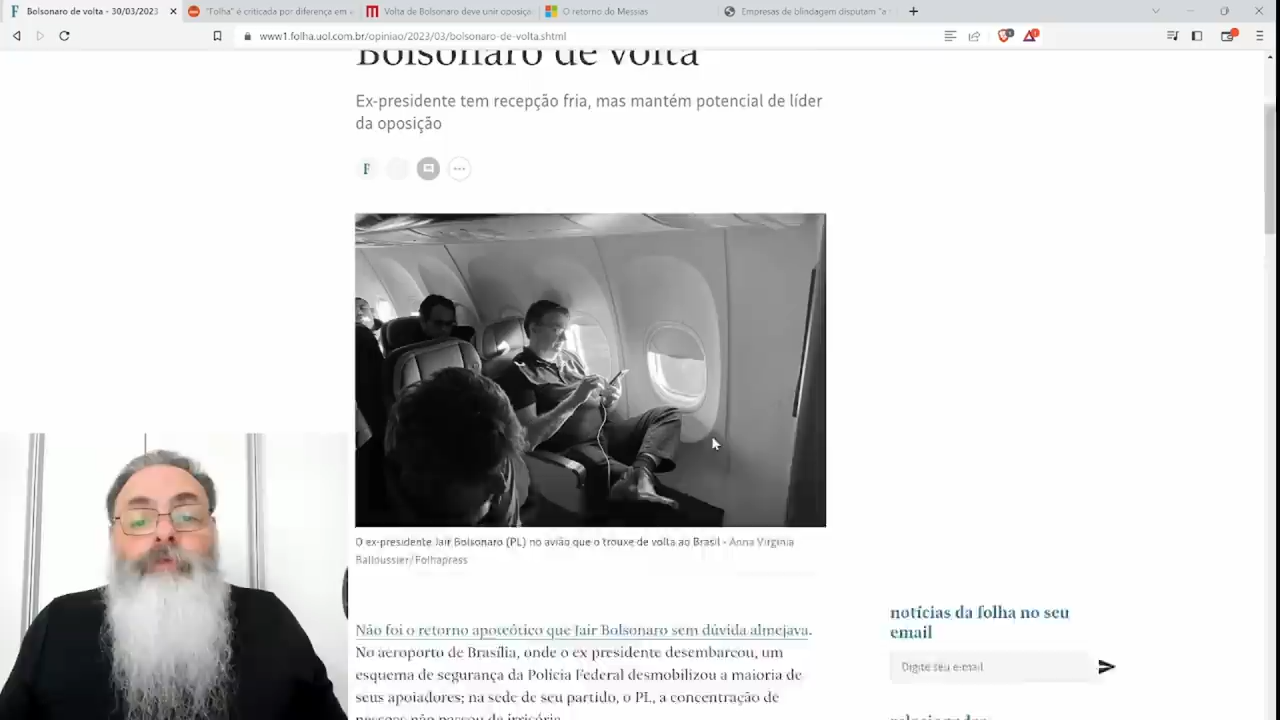 Bolsonaro de volta - 30/03/2023
"Folha" é criticada por diferença em e
Volta de Bolsonaro deve unir oposiçã
O retorno do Messias
Empresas de blindagem disputam "a
www1.folha.uol.com.br/opiniao/2023/03/bolsonaro-de-volta.shtml
Bolsonaro de volta
Ex-presidente tem recepção fria, mas mantém potencial de líder
da oposição
F
O ex-presidente Jair Bolsonaro (PL) no avião que o trouxe de volta ao Brasil - Anna Virginia
Balloussier/Folhapress
Não foi o retorno apoteótico que Jair Bolsonaro sem dúvida almejava.
No aeroporto de Brasília, onde o ex presidente desembarcou, um
esquema de segurança da Polícia Federal desmobilizou a maioria de
seus apoiadores; na sede de seu partido, o PL, a concentração de
pessoas não passou de irrisória.
notícias da folha no seu
email
Digite seu e-mail